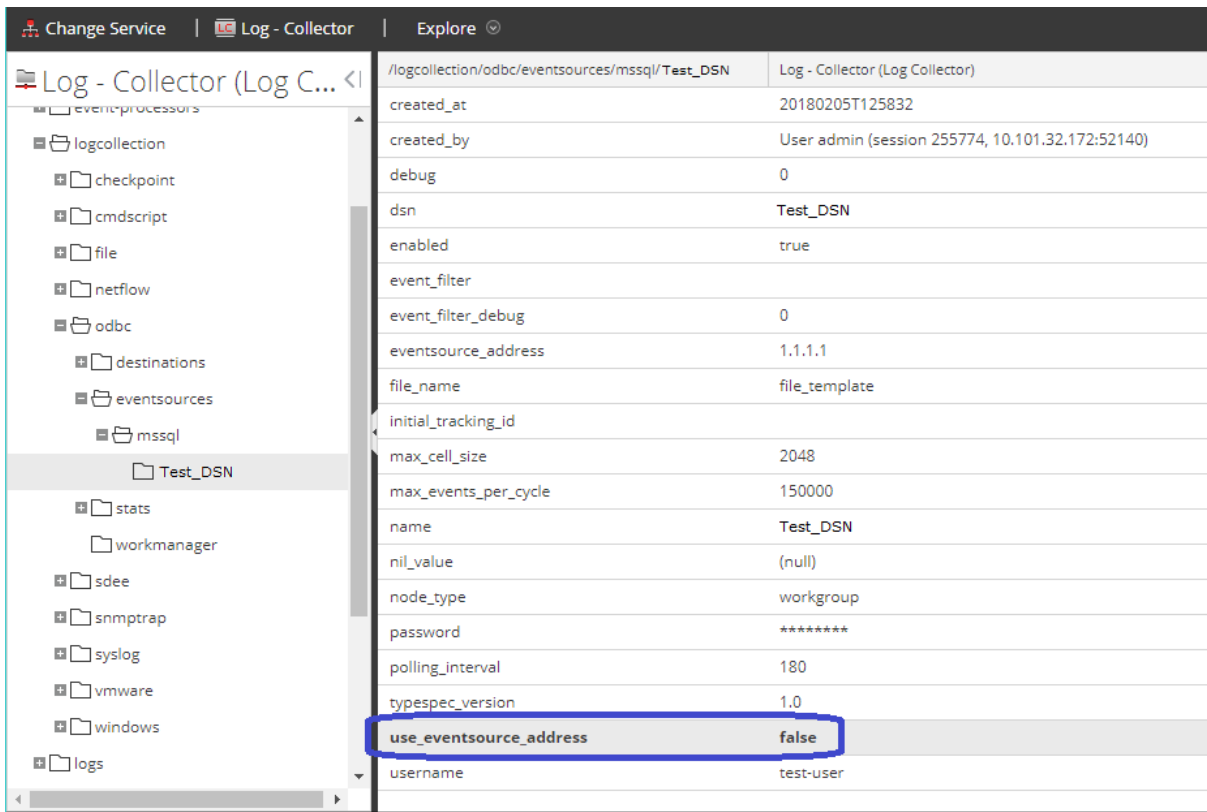 Change Service | LC Log - Collector | Explore
Log - Collector (Log C...
event-processors
logcollection
checkpoint
cmdscript
file
netflow
odbc
destinations
eventsources
mssql
Test_DSN
stats
workmanager
sdee
snmptrap
syslog
vmware
windows
logs
/logcollection/odbc/eventsources/mssql/Test_DSN Log - Collector (Log Collector)
created_at 20180205T125832
created_by User admin (session 255774, 10.101.32.172:52140)
debug 0
dsn Test_DSN
enabled true
event_filter
event_filter_debug 0
eventsource_address 1.1.1.1
file_name file_template
initial_tracking_id
max_cell_size 2048
max_events_per_cycle 150000
name Test_DSN
nil_value (null)
node_type workgroup
password ********
polling_interval 180
typespec_version 1.0
use_eventsource_address false
username test-user